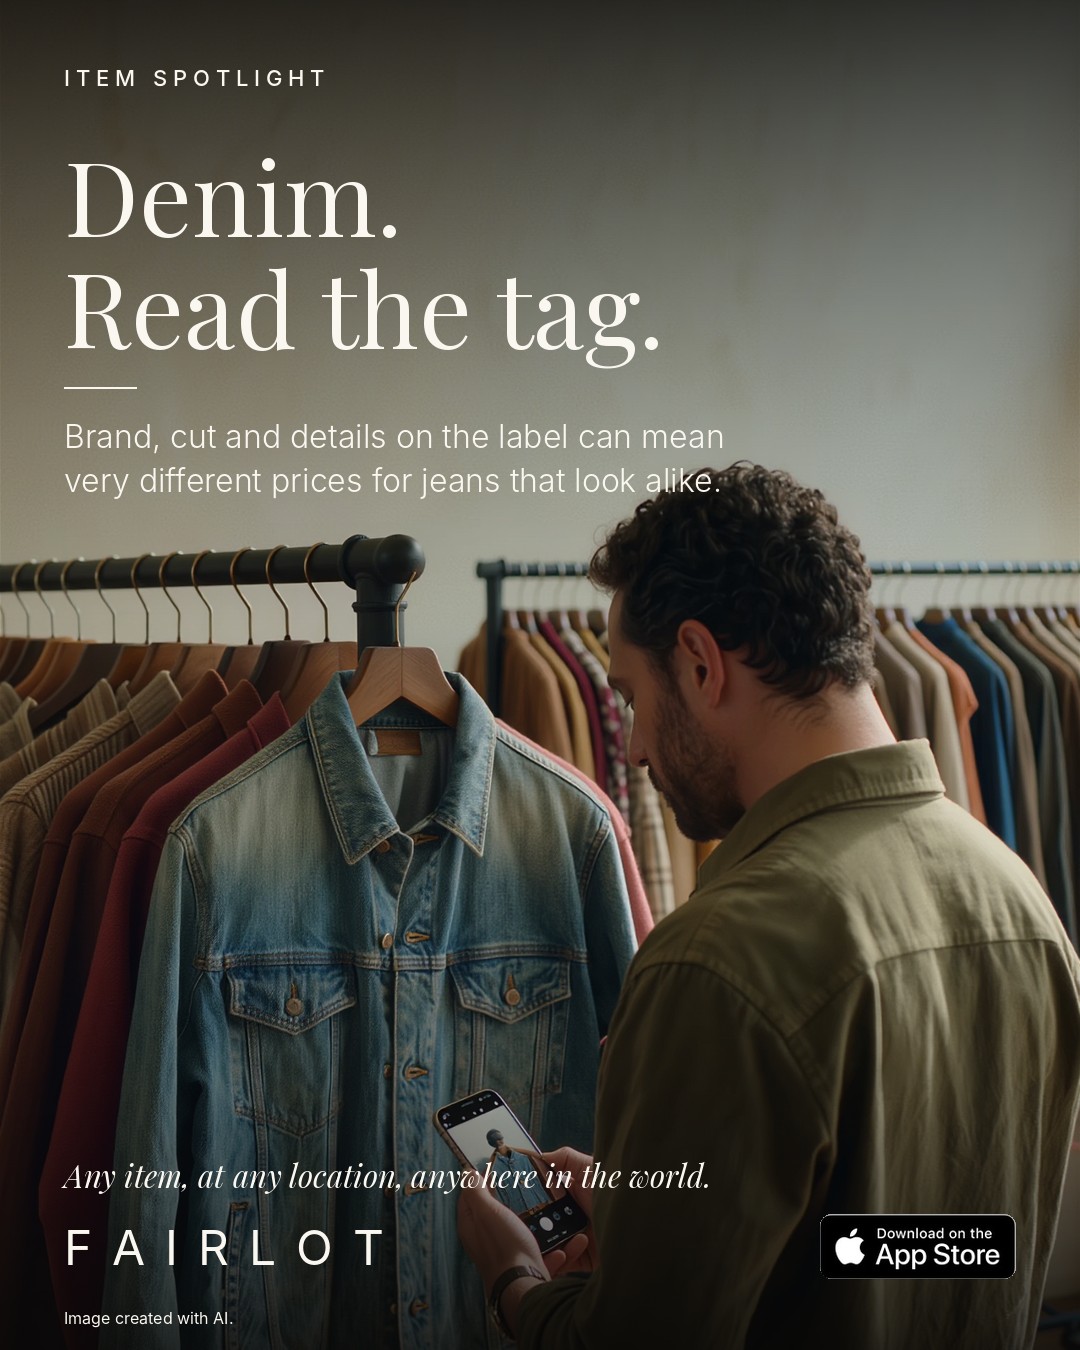 ITEM SPOTLIGHT
Denim.
Read the tag.
Brand, cut and details on the label can mean
very different prices for jeans that look alike.
Any item, at any location, anywhere in the world.
FAIRLOT
Download on the
App Store
Image created with AI.